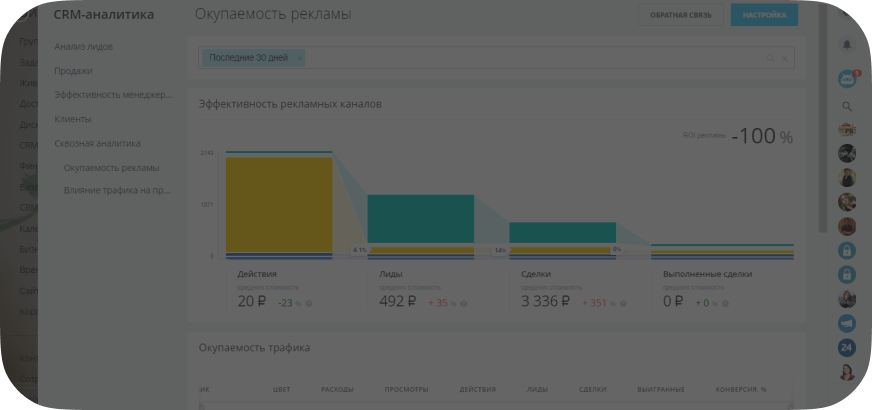 CRM-аналитика
Анализ лидов
Продажи
Эффективность менеджер...
Клиенты
Сквозная аналитика
Окупаемость рекламы
Влияние трафика на пр...
Окупаемость рекламы
ОБРАТНАЯ СВЯЗЬ
НАСТРОЙКА
Последние 30 дней ×
Эффективность рекламных каналов
ROI рекламы -100 %
2143
1071
0
4.1%
14%
0%
Действия
средняя стоимость
20 ₽ -23 %
Лиды
средняя стоимость
492 ₽ + 35 %
Сделки
средняя стоимость
3 336 ₽ + 351 %
Выполненные сделки
средняя стоимость
0 ₽ + 0 %
Окупаемость трафика
ИК ЦВЕТ РАСХОДЫ ПРОСМОТРЫ ДЕЙСТВИЯ ЛИДЫ СДЕЛКИ ВЫИГРАННЫЕ КОНВЕРСИЯ %
24